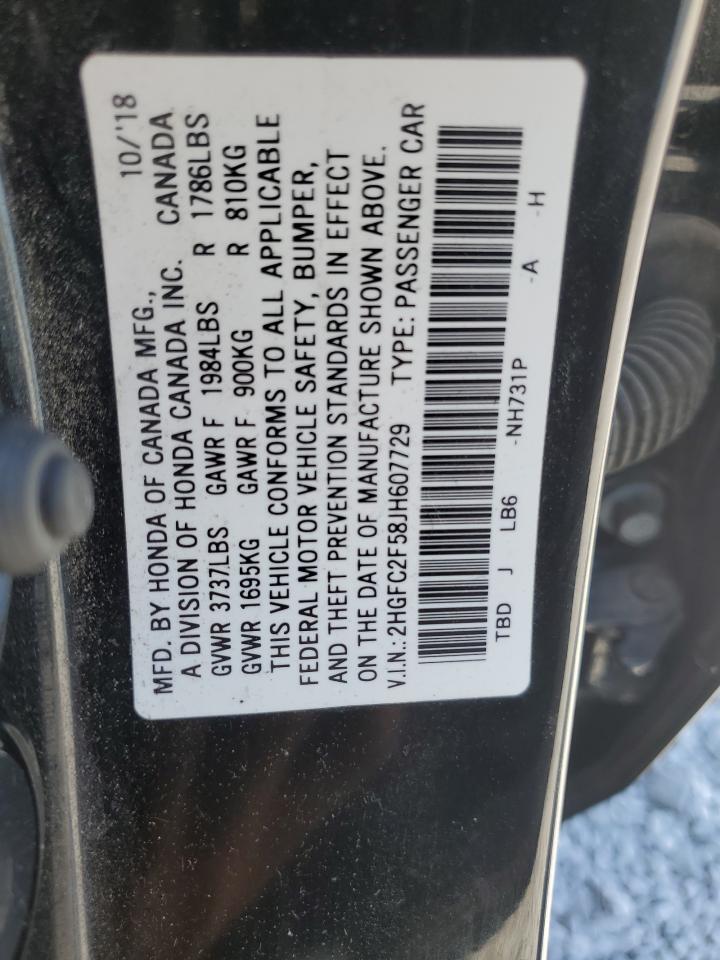 10/'18
MFD. BY HONDA OF CANADA MFG.,
A DIVISION OF HONDA CANADA INC. CANADA
GVWR 3737LBS GAWR F 1984LBS R 1786LBS
GVWR 1695KG GAWR F 900KG R 810KG
THIS VEHICLE CONFORMS TO ALL APPLICABLE
FEDERAL MOTOR VEHICLE SAFETY, BUMPER,
AND THEFT PREVENTION STANDARDS IN EFFECT
ON THE DATE OF MANUFACTURE SHOWN ABOVE.
V.I.N.: 2HGFC2F58JH607729 TYPE: PASSENGER CAR
TBD J LB6 -NH731P -A -H